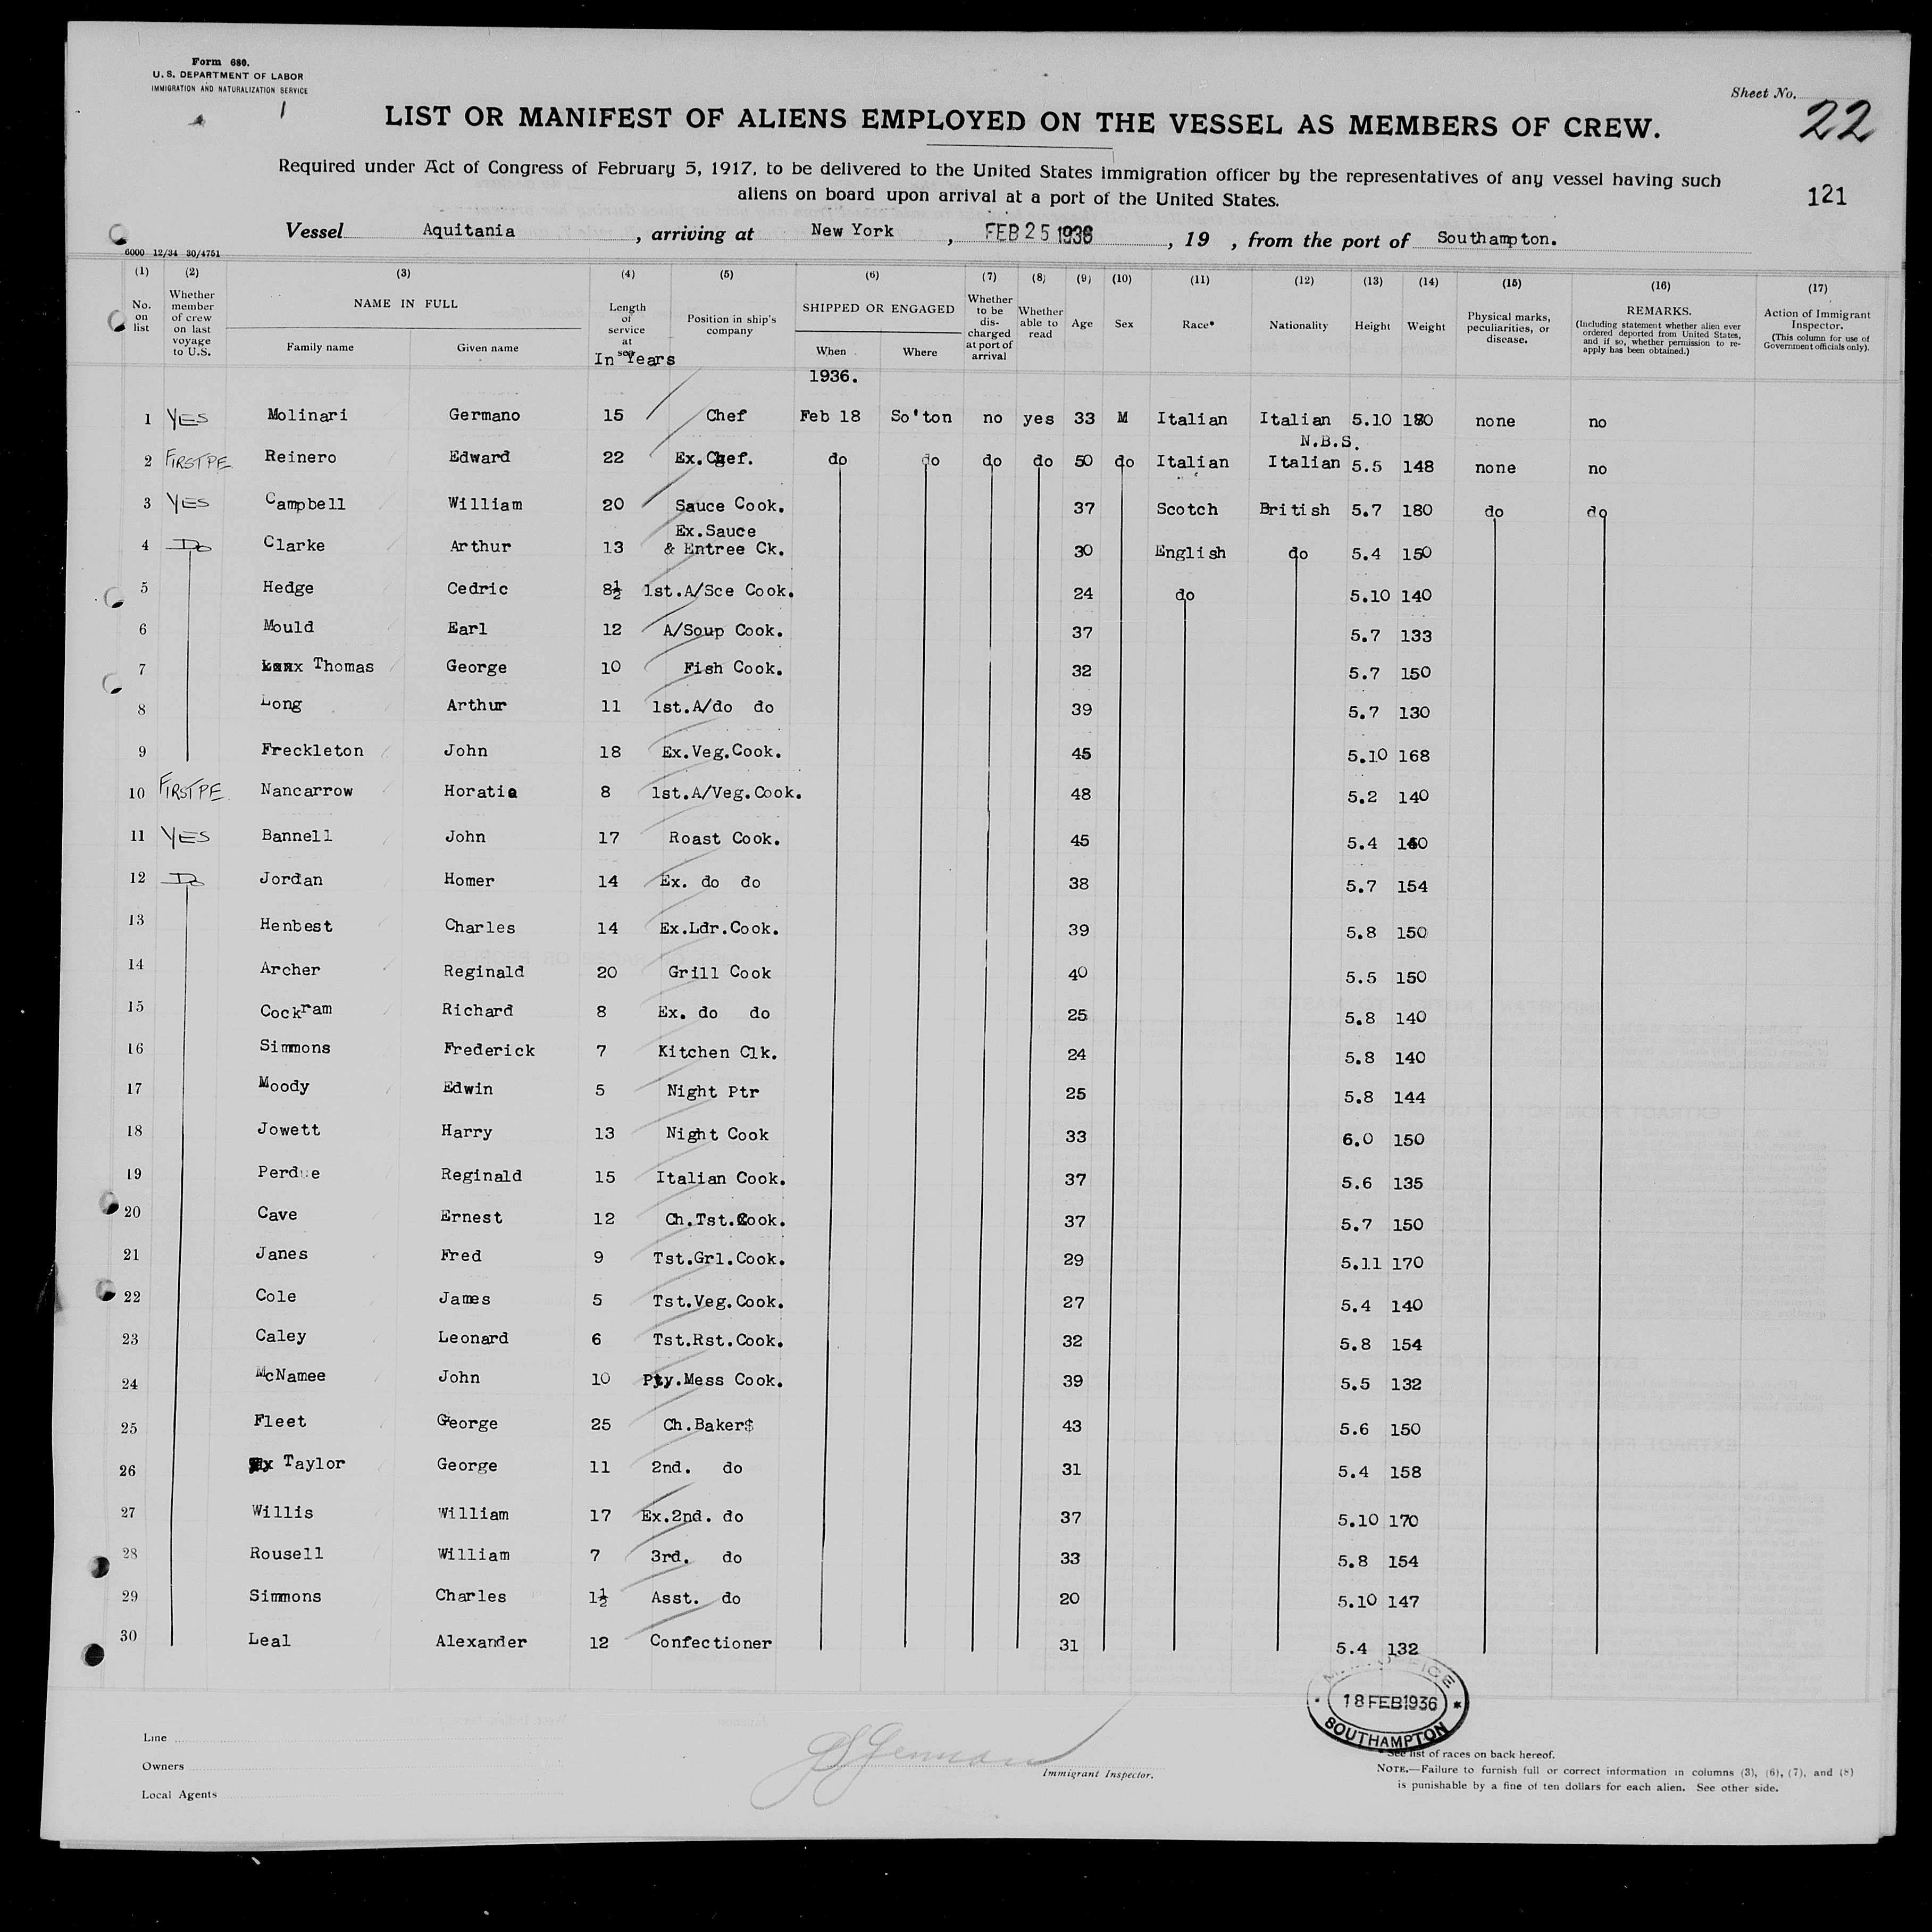 Form 680.
U. S. DEPARTMENT OF LABOR
IMMIGRATION AND NATURALIZATION SERVICE
Sheet No. 22
LIST OR MANIFEST OF ALIENS EMPLOYED ON THE VESSEL AS MEMBERS OF CREW.
Required under Act of Congress of February 5, 1917, to be delivered to the United States immigration officer by the representatives of any vessel having such
aliens on board upon arrival at a port of the United States.
121
Vessel Aquitania, arriving at New York, FEB 25 1936, 19 , from the port of Southampton.
6000 12/34 30/4751
(1) (2) (3) (4) (5) (6) (7) (8) (9) (10) (11) (12) (13) (14) (15) (16) (17)
No. on list
Whether member of crew on last voyage to U.S.
NAME IN FULL
Family name
Given name
Length of service at sea
In Years
Position in ship's company
SHIPPED OR ENGAGED
When
Where
Whether to be discharged at port of arrival
Whether able to read
Age
Sex
Race*
Nationality
Height
Weight
Physical marks, peculiarities, or disease.
REMARKS.
(Including statement whether alien ever ordered deported from United States, and if so, whether permission to reapply has been obtained.)
Action of Immigrant Inspector.
(This column for use of Government officials only).
1936.
1 YES Molinari Germano 15 Chef Feb 18 So'ton no yes 33 M Italian Italian 5.10 180 none no
N.B.S.
2 FIRST PE Reinero Edward 22 Ex.Chef. do do do do 50 do Italian Italian 5.5 148 none no
3 YES Campbell William 20 Sauce Cook. 37 Scotch British 5.7 180 do do
4 Do Clarke Arthur 13 Ex.Sauce & Entree Ck. 30 English do 5.4 150
5 Hedge Cedric 8½ 1st.A/Sce Cook. 24 do 5.10 140
6 Mould Earl 12 A/Soup Cook. 37 5.7 133
7 Thomas George 10 Fish Cook. 32 5.7 150
8 Long Arthur 11 1st.A/do do 39 5.7 130
9 Freckleton John 18 Ex.Veg.Cook. 45 5.10 168
10 FIRST PE Nancarrow Horatio 8 1st.A/Veg.Cook. 48 5.2 140
11 YES Bannell John 17 Roast Cook. 45 5.4
12 Do Jordan Homer 14 Ex. do do 38 5.7 154
13 Henbest Charles 14 Ex.Ldr.Cook. 39 5.8 150
14 Archer Reginald 20 Grill Cook 40 5.5 150
15 Cockram Richard 8 Ex. do do 25 5.8 140
16 Simmons Frederick 7 Kitchen Clk. 24 5.8 140
17 Moody Edwin 5 Night Ptr 25 5.8 144
18 Jowett Harry 13 Night Cook 33 6.0 150
19 Perdue Reginald 15 Italian Cook. 37 5.6 135
20 Cave Ernest 12 Ch.Tst.Cook. 37 5.7 150
21 Janes Fred 9 Tst.Grl.Cook. 29 5.11 170
22 Cole James 5 Tst.Veg.Cook. 27 5.4 140
23 Caley Leonard 6 Tst.Rst.Cook. 32 5.8 154
24 McNamee John 10 Pty.Mess Cook. 39 5.5 132
25 Fleet George 25 Ch.Baker$ 43 5.6 150
26 Taylor George 11 2nd. do 31 5.4 158
27 Willis William 17 Ex.2nd. do 37 5.10 170
28 Rousell William 7 3rd. do 33 5.8 154
29 Simmons Charles 1½ Asst. do 20 5.10 147
30 Leal Alexander 12 Confectioner 31 5.4 132
OFFICE
18 FEB 1936
SOUTHAMPTON
Line
Owners
Local Agents
Immigrant Inspector.
* See list of races on back hereof.
NOTE.—Failure to furnish full or correct information in columns (3), (6), (7), and (8)
is punishable by a fine of ten dollars for each alien. See other side.